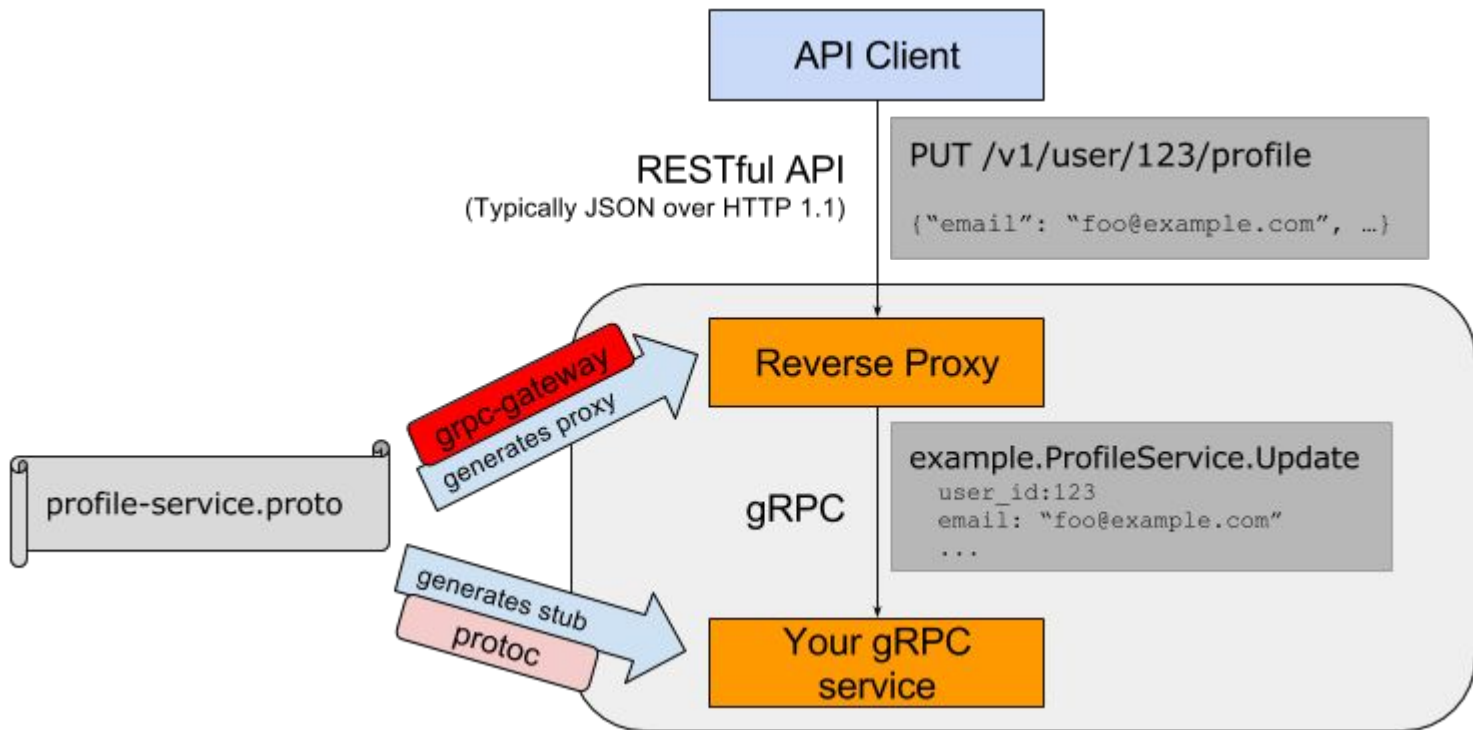 API Client
RESTful API
(Typically JSON over HTTP 1.1)
PUT /v1/user/123/profile
{“email”: “foo@example.com”, …}
grpc-gateway
generates proxy
Reverse Proxy
profile-service.proto
gRPC
example.ProfileService.Update
user_id:123
email: “foo@example.com”
...
generates stub
protoc
Your gRPC
service